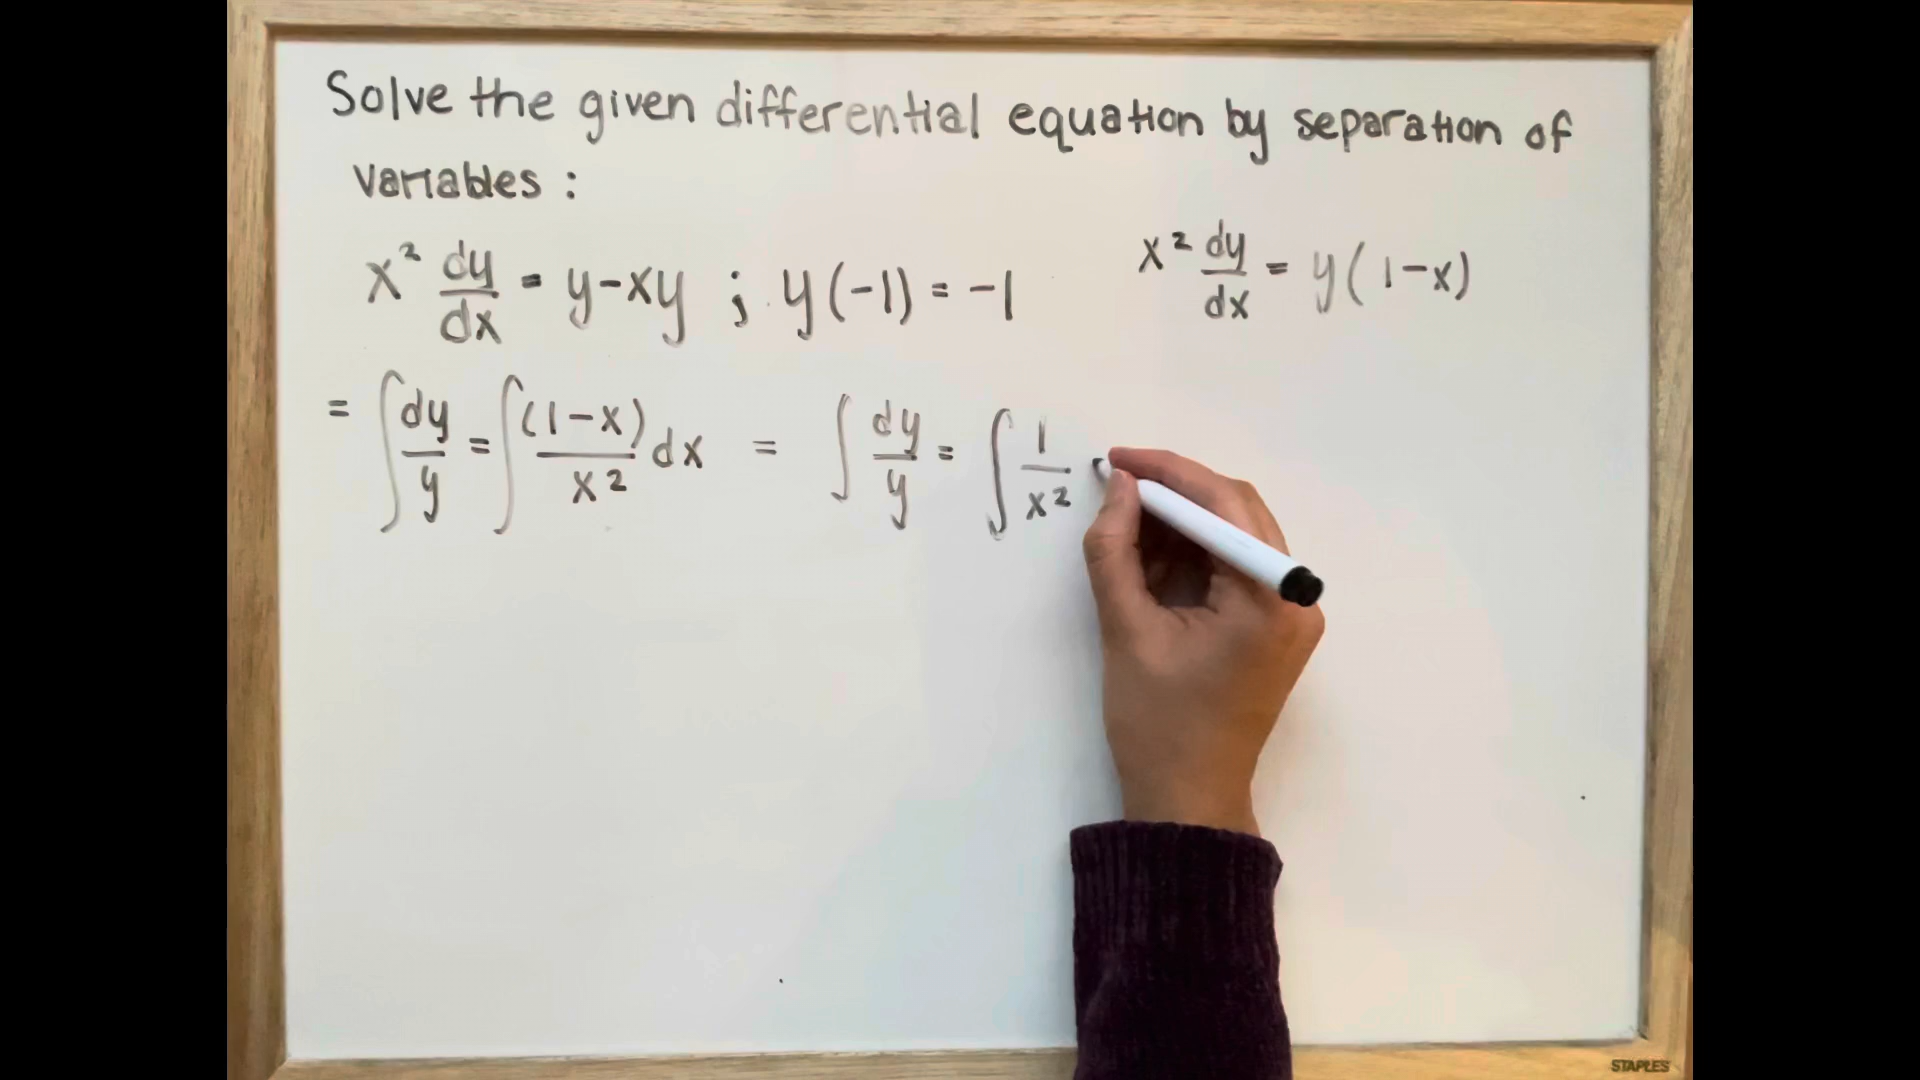 Solve the given differential equation by separation of
variables :
x² dy/dx = y-xy ; y(-1) = -1
x² dy/dx = y(1-x)
= ∫ dy/y = ∫ (1-x)/x² dx = ∫ dy/y = ∫ 1/x²
STAPLES